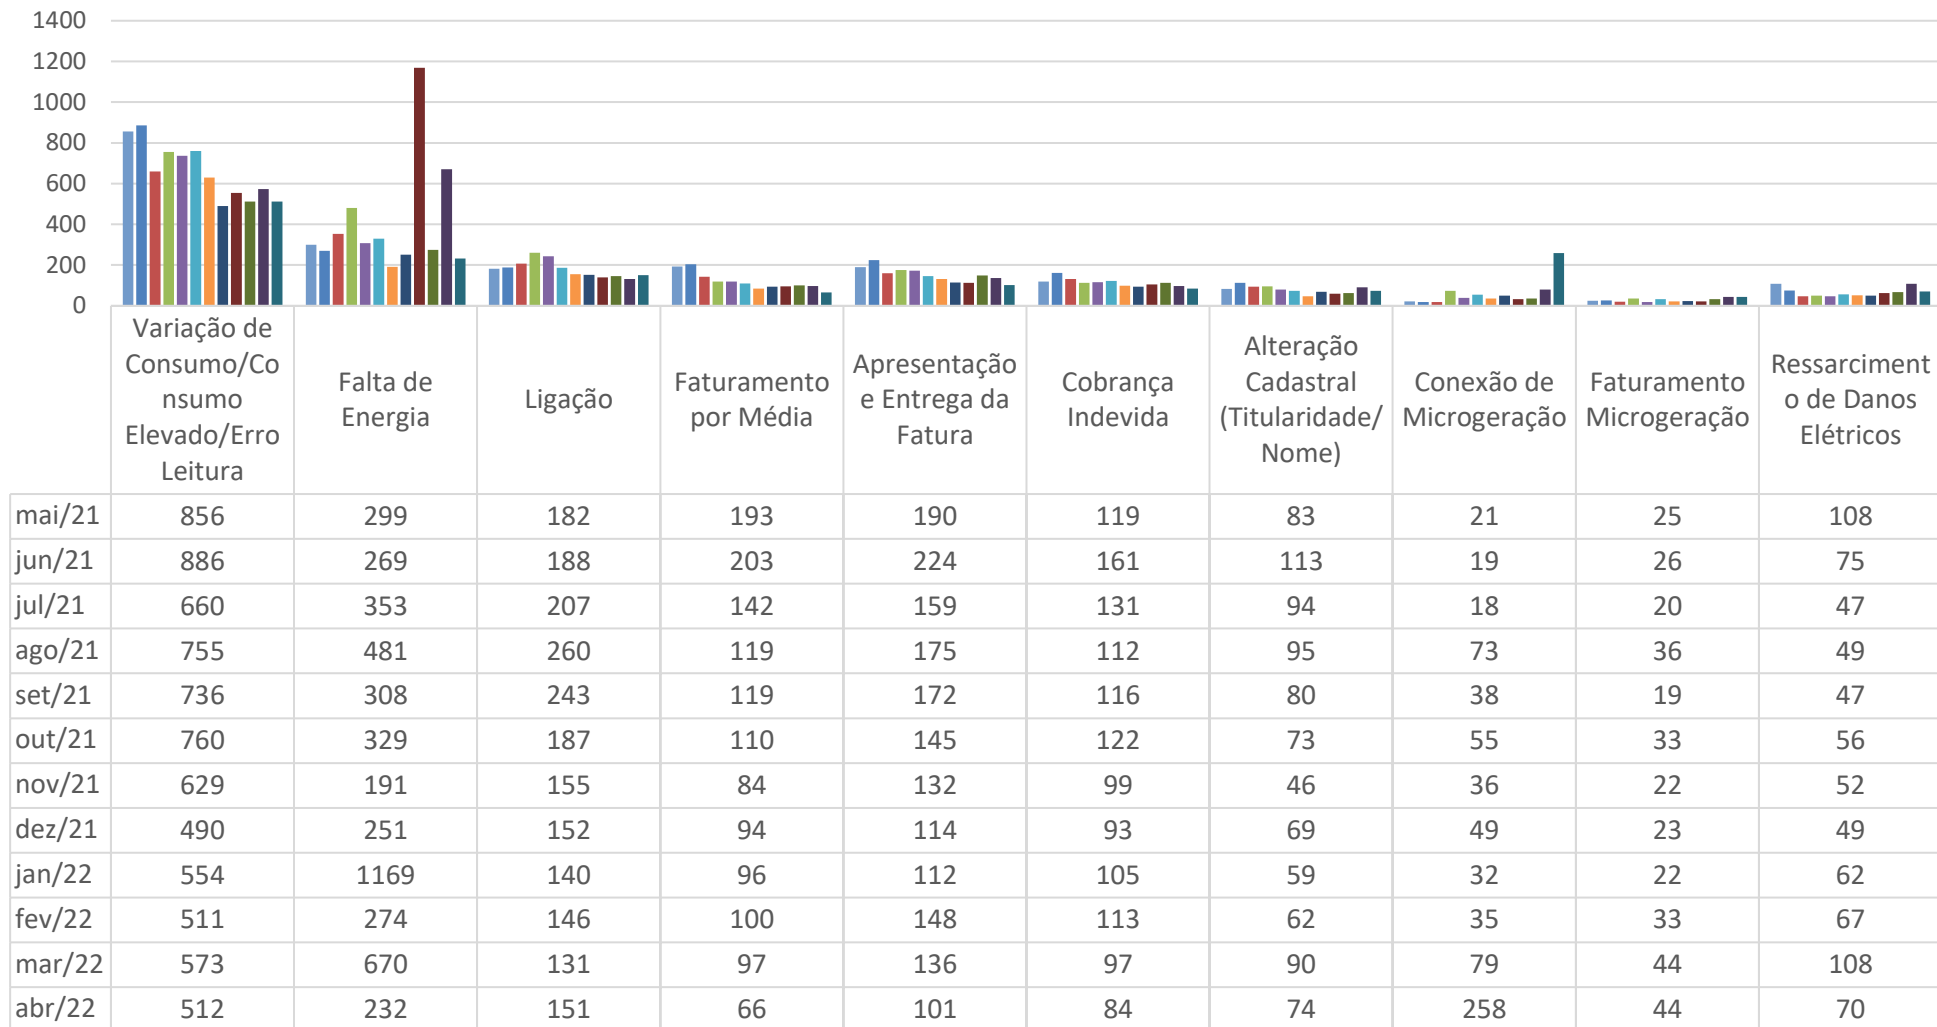 1400
1200
1000
800
600
400
200
0
Variação de
Consumo/Co
nsumo
Elevado/Erro
Leitura
Falta de
Energia
Ligação
Faturamento
por Média
Apresentação
e Entrega da
Fatura
Cobrança
Indevida
Alteração
Cadastral
(Titularidade/
Nome)
Conexão de
Microgeração
Faturamento
Microgeração
Ressarciment
o de Danos
Elétricos
mai/21 856 299 182 193 190 119 83 21 25 108
jun/21 886 269 188 203 224 161 113 19 26 75
jul/21 660 353 207 142 159 131 94 18 20 47
ago/21 755 481 260 119 175 112 95 73 36 49
set/21 736 308 243 119 172 116 80 38 19 47
out/21 760 329 187 110 145 122 73 55 33 56
nov/21 629 191 155 84 132 99 46 36 22 52
dez/21 490 251 152 94 114 93 69 49 23 49
jan/22 554 1169 140 96 112 105 59 32 22 62
fev/22 511 274 146 100 148 113 62 35 33 67
mar/22 573 670 131 97 136 97 90 79 44 108
abr/22 512 232 151 66 101 84 74 258 44 70